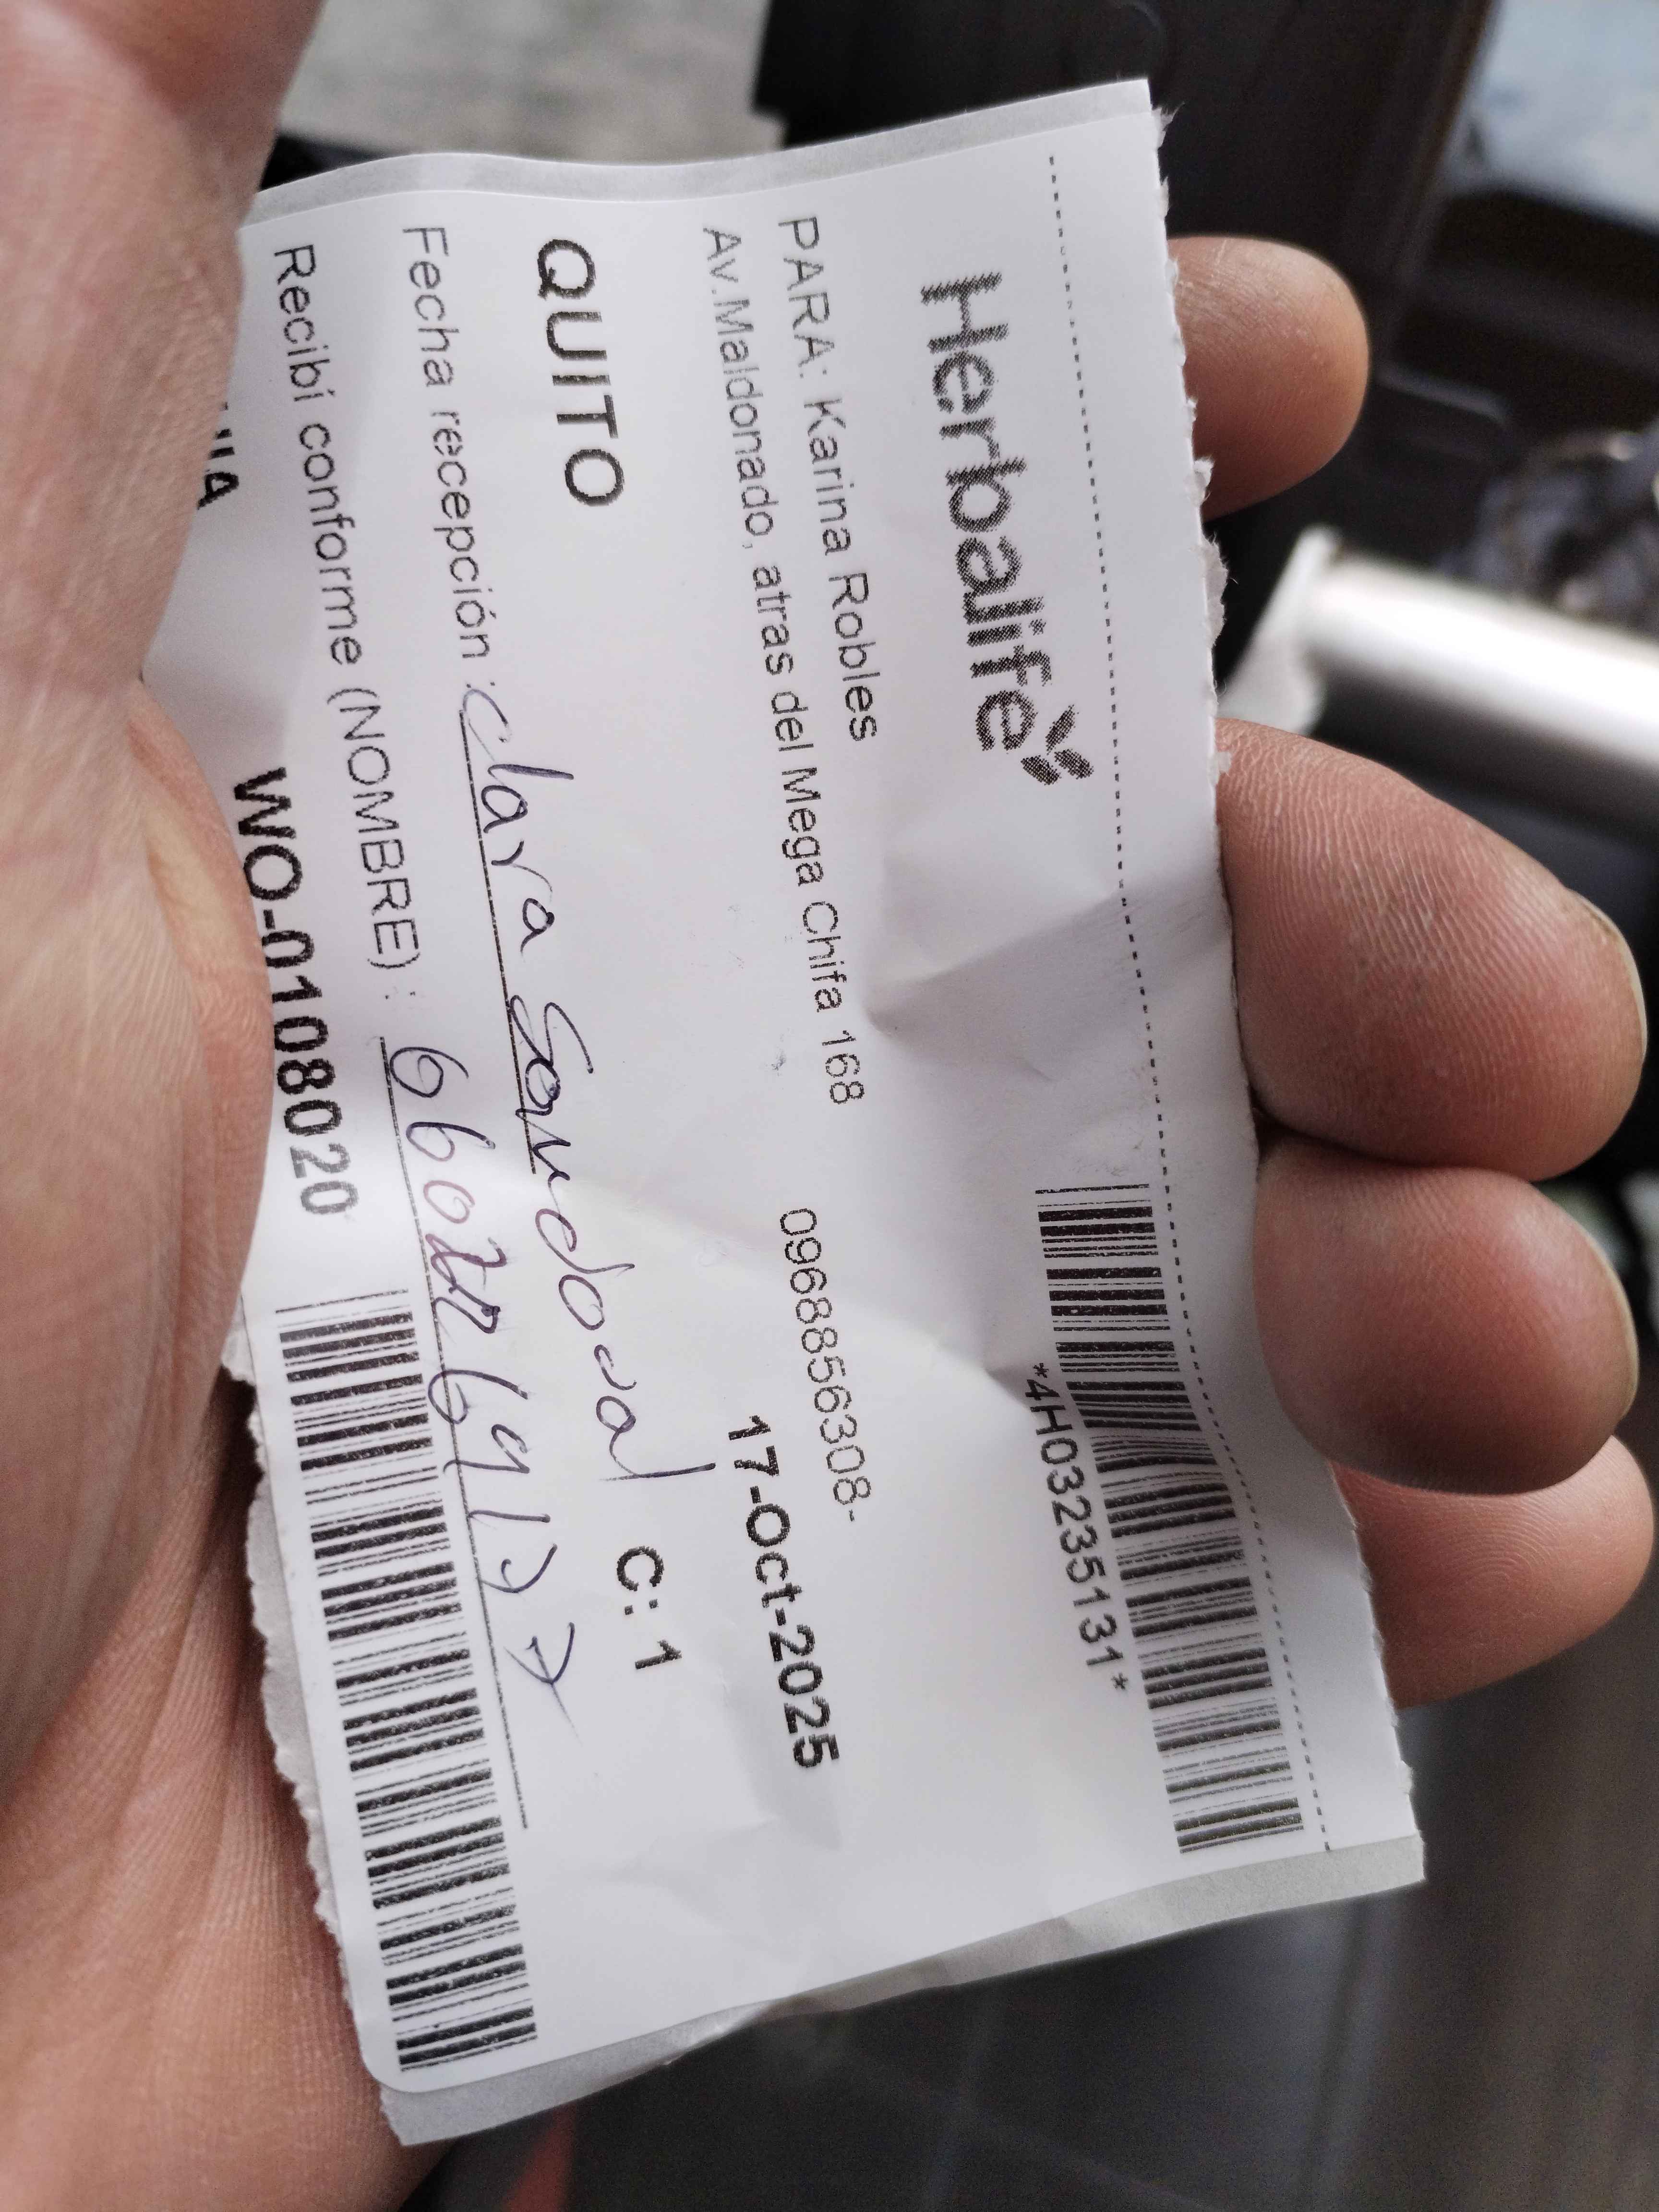 Herbalife
*4H03235131*
PARA: Karina Robles 0968856308-
Av.Maldonado, atras del Mega Chifa 168
17-Oct-2025
QUITO C: 1
Fecha recepción : Clara Sandoval
Recibí conforme (NOMBRE) :
WO-0108020